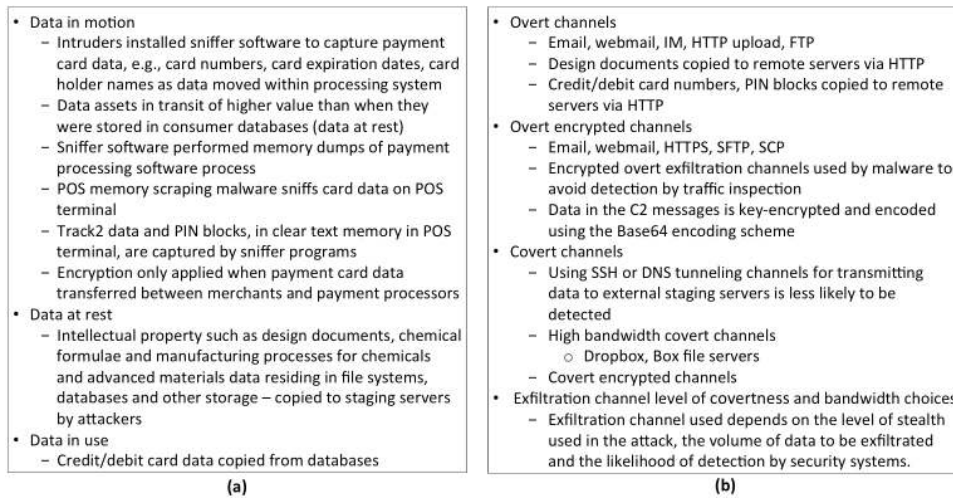 • Data in motion
– Intruders installed sniffer software to capture payment
card data, e.g., card numbers, card expiration dates, card
holder names as data moved within processing system
– Data assets in transit of higher value than when they
were stored in consumer databases (data at rest)
– Sniffer software performed memory dumps of payment
processing software process
– POS memory scraping malware sniffs card data on POS
terminal
– Track2 data and PIN blocks, in clear text memory in POS
terminal, are captured by sniffer programs
– Encryption only applied when payment card data
transferred between merchants and payment processors
• Data at rest
– Intellectual property such as design documents, chemical
formulae and manufacturing processes for chemicals
and advanced materials data residing in file systems,
databases and other storage – copied to staging servers
by attackers
• Data in use
– Credit/debit card data copied from databases
(a)
• Overt channels
– Email, webmail, IM, HTTP upload, FTP
– Design documents copied to remote servers via HTTP
– Credit/debit card numbers, PIN blocks copied to remote
servers via HTTP
• Overt encrypted channels
– Email, webmail, HTTPS, SFTP, SCP
– Encrypted overt exfiltration channels used by malware to
avoid detection by traffic inspection
– Data in the C2 messages is key-encrypted and encoded
using the Base64 encoding scheme
• Covert channels
– Using SSH or DNS tunneling channels for transmitting
data to external staging servers is less likely to be
detected
– High bandwidth covert channels
○ Dropbox, Box file servers
– Covert encrypted channels
• Exfiltration channel level of covertness and bandwidth choices
– Exfiltration channel used depends on the level of stealth
used in the attack, the volume of data to be exfiltrated
and the likelihood of detection by security systems.
(b)